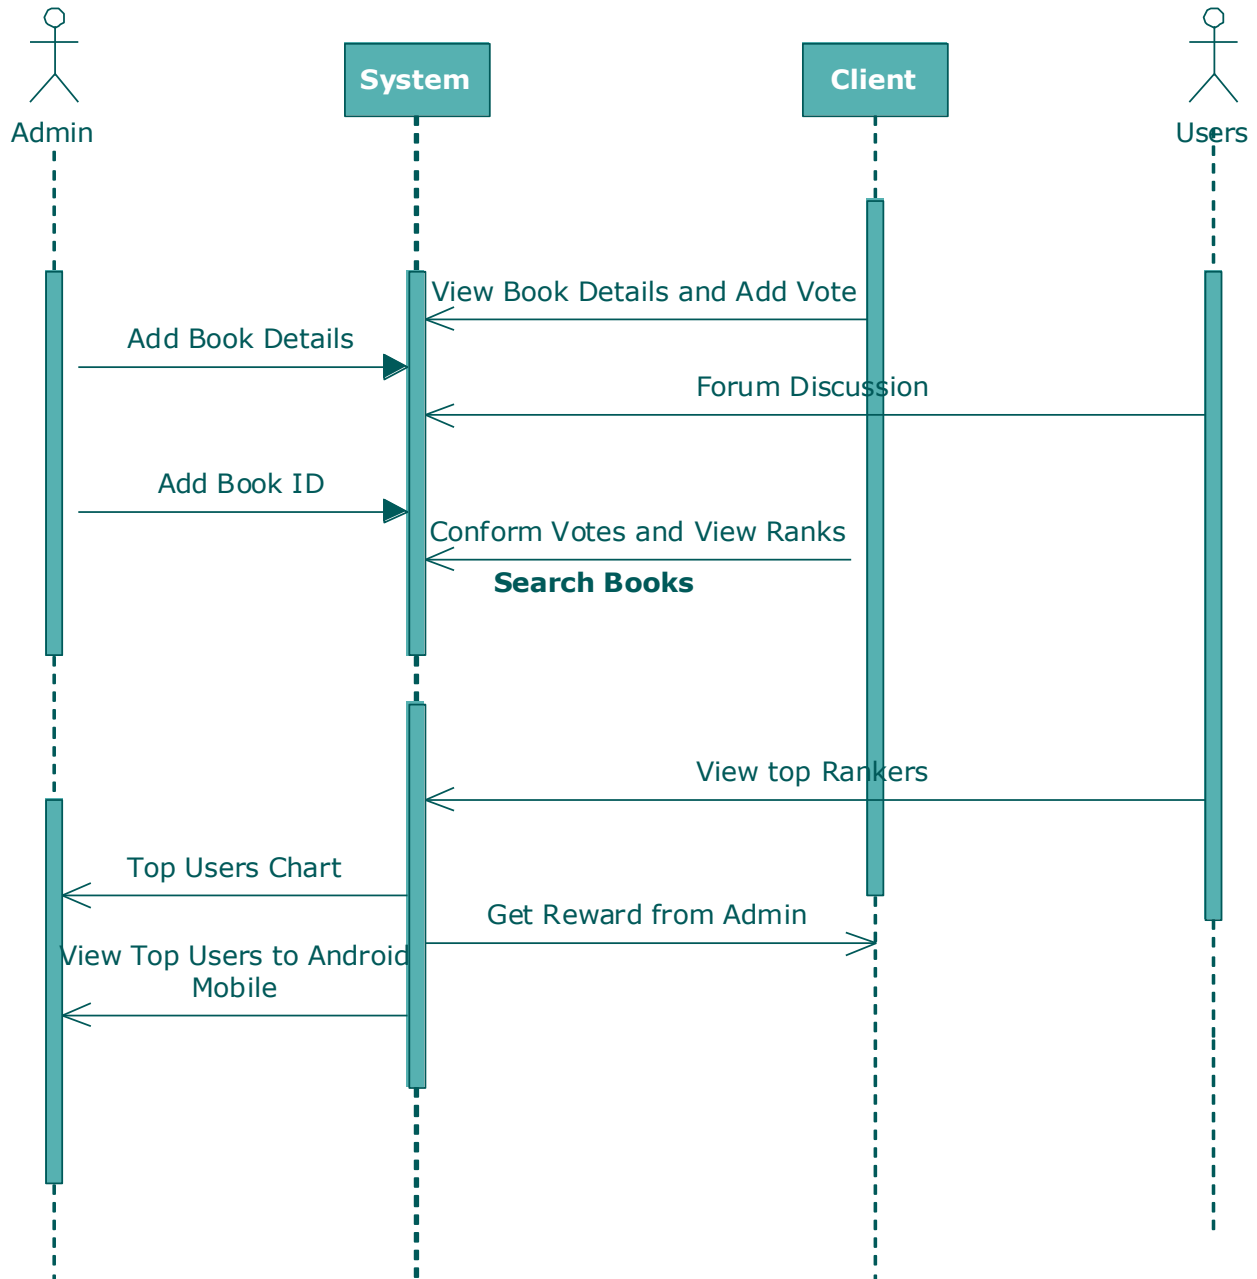 System
Client
Admin
Users
View Book Details and Add Vote
Add Book Details
Forum Discussion
Add Book ID
Conform Votes and View Ranks
Search Books
View top Rankers
Top Users Chart
Get Reward from Admin
View Top Users to Android
Mobile